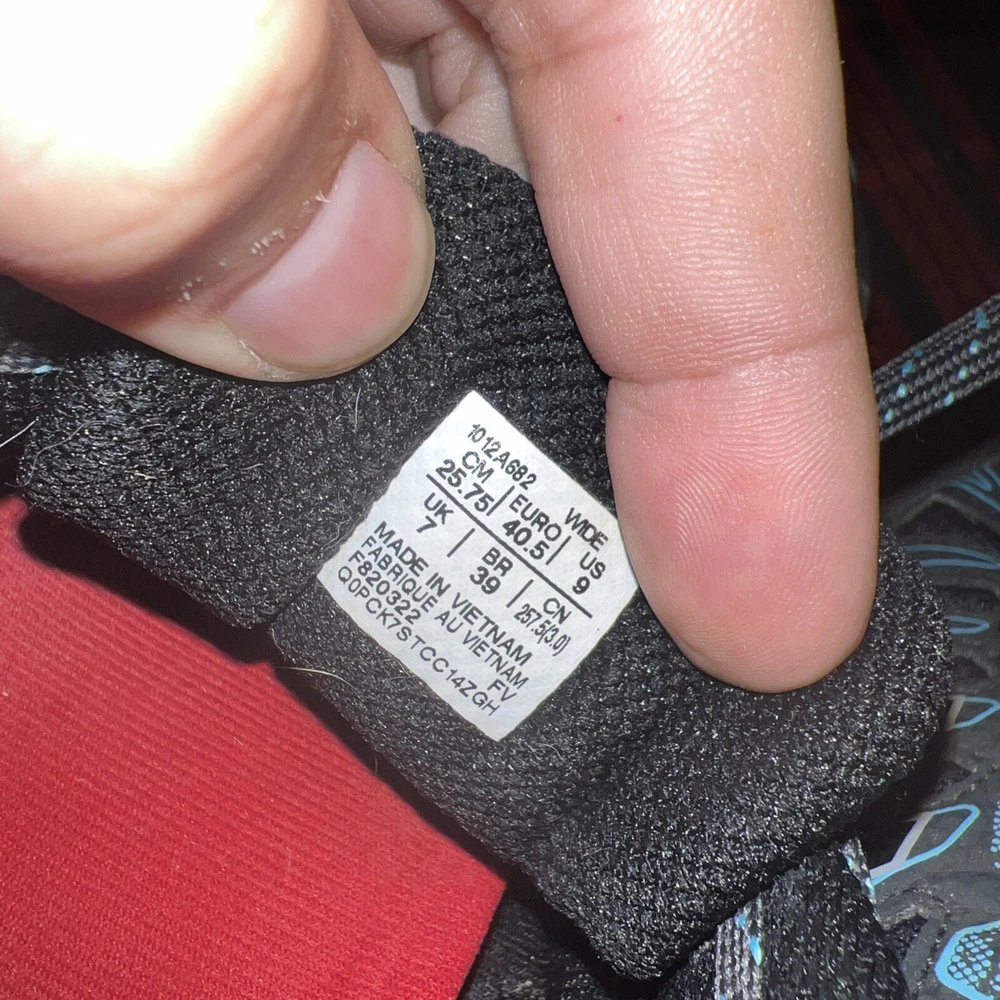 1012A682 WIDE
CM | EURO | US
25.75 | 40.5 | 9
UK | BR | CN
7 | 39 | 257.5(3.0)
MADE IN VIETNAM
FABRIQUE AU VIETNAM
F820322 FV
Q0PCK7STCC14ZGH